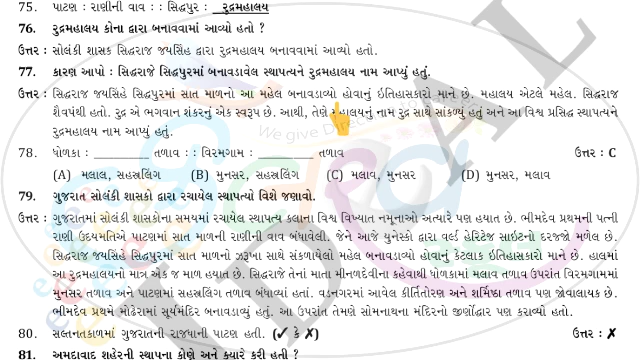 75. પાટણ : રાણીની વાવ : : સિદ્ધપુર : રુદ્રમહાલય
76. રુદ્રમહાલય કોના દ્વારા બનાવવામાં આવ્યો હતો ?
ઉત્તર : સોલંકી શાસક સિદ્ધરાજ જયસિંહ દ્વારા રુદ્રમહાલય બનાવવામાં આવ્યો હતો.
77. કારણ આપો : સિદ્ધરાજે સિદ્ધપુરમાં બનાવડાવેલ સ્થાપત્યને રુદ્રમહાલય નામ આપ્યું હતું.
ઉત્તર : સિદ્ધરાજ જયસિંહે સિદ્ધપુરમાં સાત માળનો આ મહેલ બનાવડાવ્યો હોવાનું ઇતિહાસકારો માને છે. મહાલય એટલે મહેલ. સિદ્ધરાજ
શૈવપંથી હતો. રુદ્ર એ ભગવાન શંકરનું એક સ્વરૂપ છે. આથી, તેણે મહાલયનું નામ રુદ્ર સાથે સાંકળ્યું હતું અને આ વિશ્વ પ્રસિદ્ધ સ્થાપત્યને
રુદ્રમહાલય નામ આપ્યું હતું.
78. ધોળકા : ________ તળાવ : : વિરમગામ : ________ તળાવ ઉત્તર : C
(A) મલાલ, સહસ્રલિંગ (B) મુનસર, સહસ્રલિંગ (C) મલાવ, મુનસર (D) મુનસર, મલાવ
79. ગુજરાત સોલંકી શાસકો દ્વારા રચાયેલ સ્થાપત્યો વિશે જણાવો.
ઉત્તર : ગુજરાતમાં સોલંકી શાસકોના સમયમાં રચાયેલ સ્થાપત્ય કલાના વિશ્વ વિખ્યાત નમૂનાઓ અત્યારે પણ હયાત છે. ભીમદેવ પ્રથમની પત્ની
રાણી ઉદયમતિએ પાટણમાં સાત માળની રાણીની વાવ બંધાવેલી. જેને આજે યુનેસ્કો દ્વારા વર્લ્ડ હેરિટેજ સાઇટનો દરજ્જો મળેલ છે.
સિદ્ધરાજ જયસિંહે સિદ્ધપુરમાં સાત માળનો ઝરૂખા સાથે સંકળાયેલો મહેલ બનાવડાવ્યો હોવાનું કેટલાક ઇતિહાસકારો માને છે. હાલમાં
આ રુદ્રમહાલયનો માત્ર એક જ માળ હયાત છે. સિદ્ધરાજે તેનાં માતા મીનળદેવીના કહેવાથી ધોળકામાં મલાવ તળાવ ઉપરાંત વિરમગામમાં
મુનસર તળાવ અને પાટણમાં સહસ્રલિંગ તળાવ બંધાવ્યાં હતાં. વડનગરમાં આવેલ કીર્તિતોરણ અને શર્મિષ્ઠા તળાવ પણ જોવાલાયક છે.
ભીમદેવ પ્રથમે મોઢેરામાં સૂર્યમંદિર બનાવડાવ્યું હતું. આ ઉપરાંત તેમણે સોમનાથના મંદિરનો જીર્ણોદ્ધાર પણ કરાવ્યો હતો.
80. સલ્તનતકાળમાં ગુજરાતની રાજધાની પાટણ હતી. (✓ કે ✗) ઉત્તર : ✗
81. અમદાવાદ શહેરની સ્થાપના કોણે અને ક્યારે કરી હતી ?